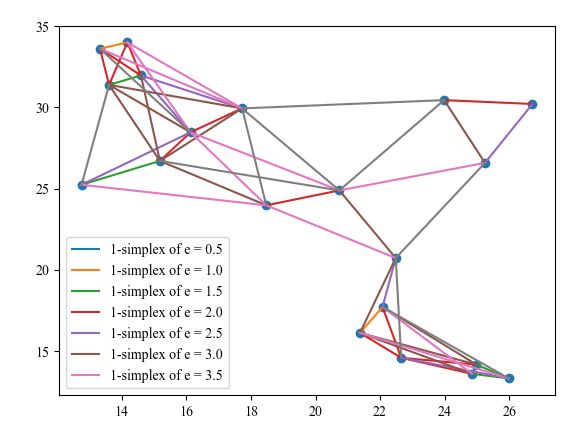 35
30
25
20
15
1-simplex of e = 0.5
1-simplex of e = 1.0
1-simplex of e = 1.5
1-simplex of e = 2.0
1-simplex of e = 2.5
1-simplex of e = 3.0
1-simplex of e = 3.5
14 16 18 20 22 24 26